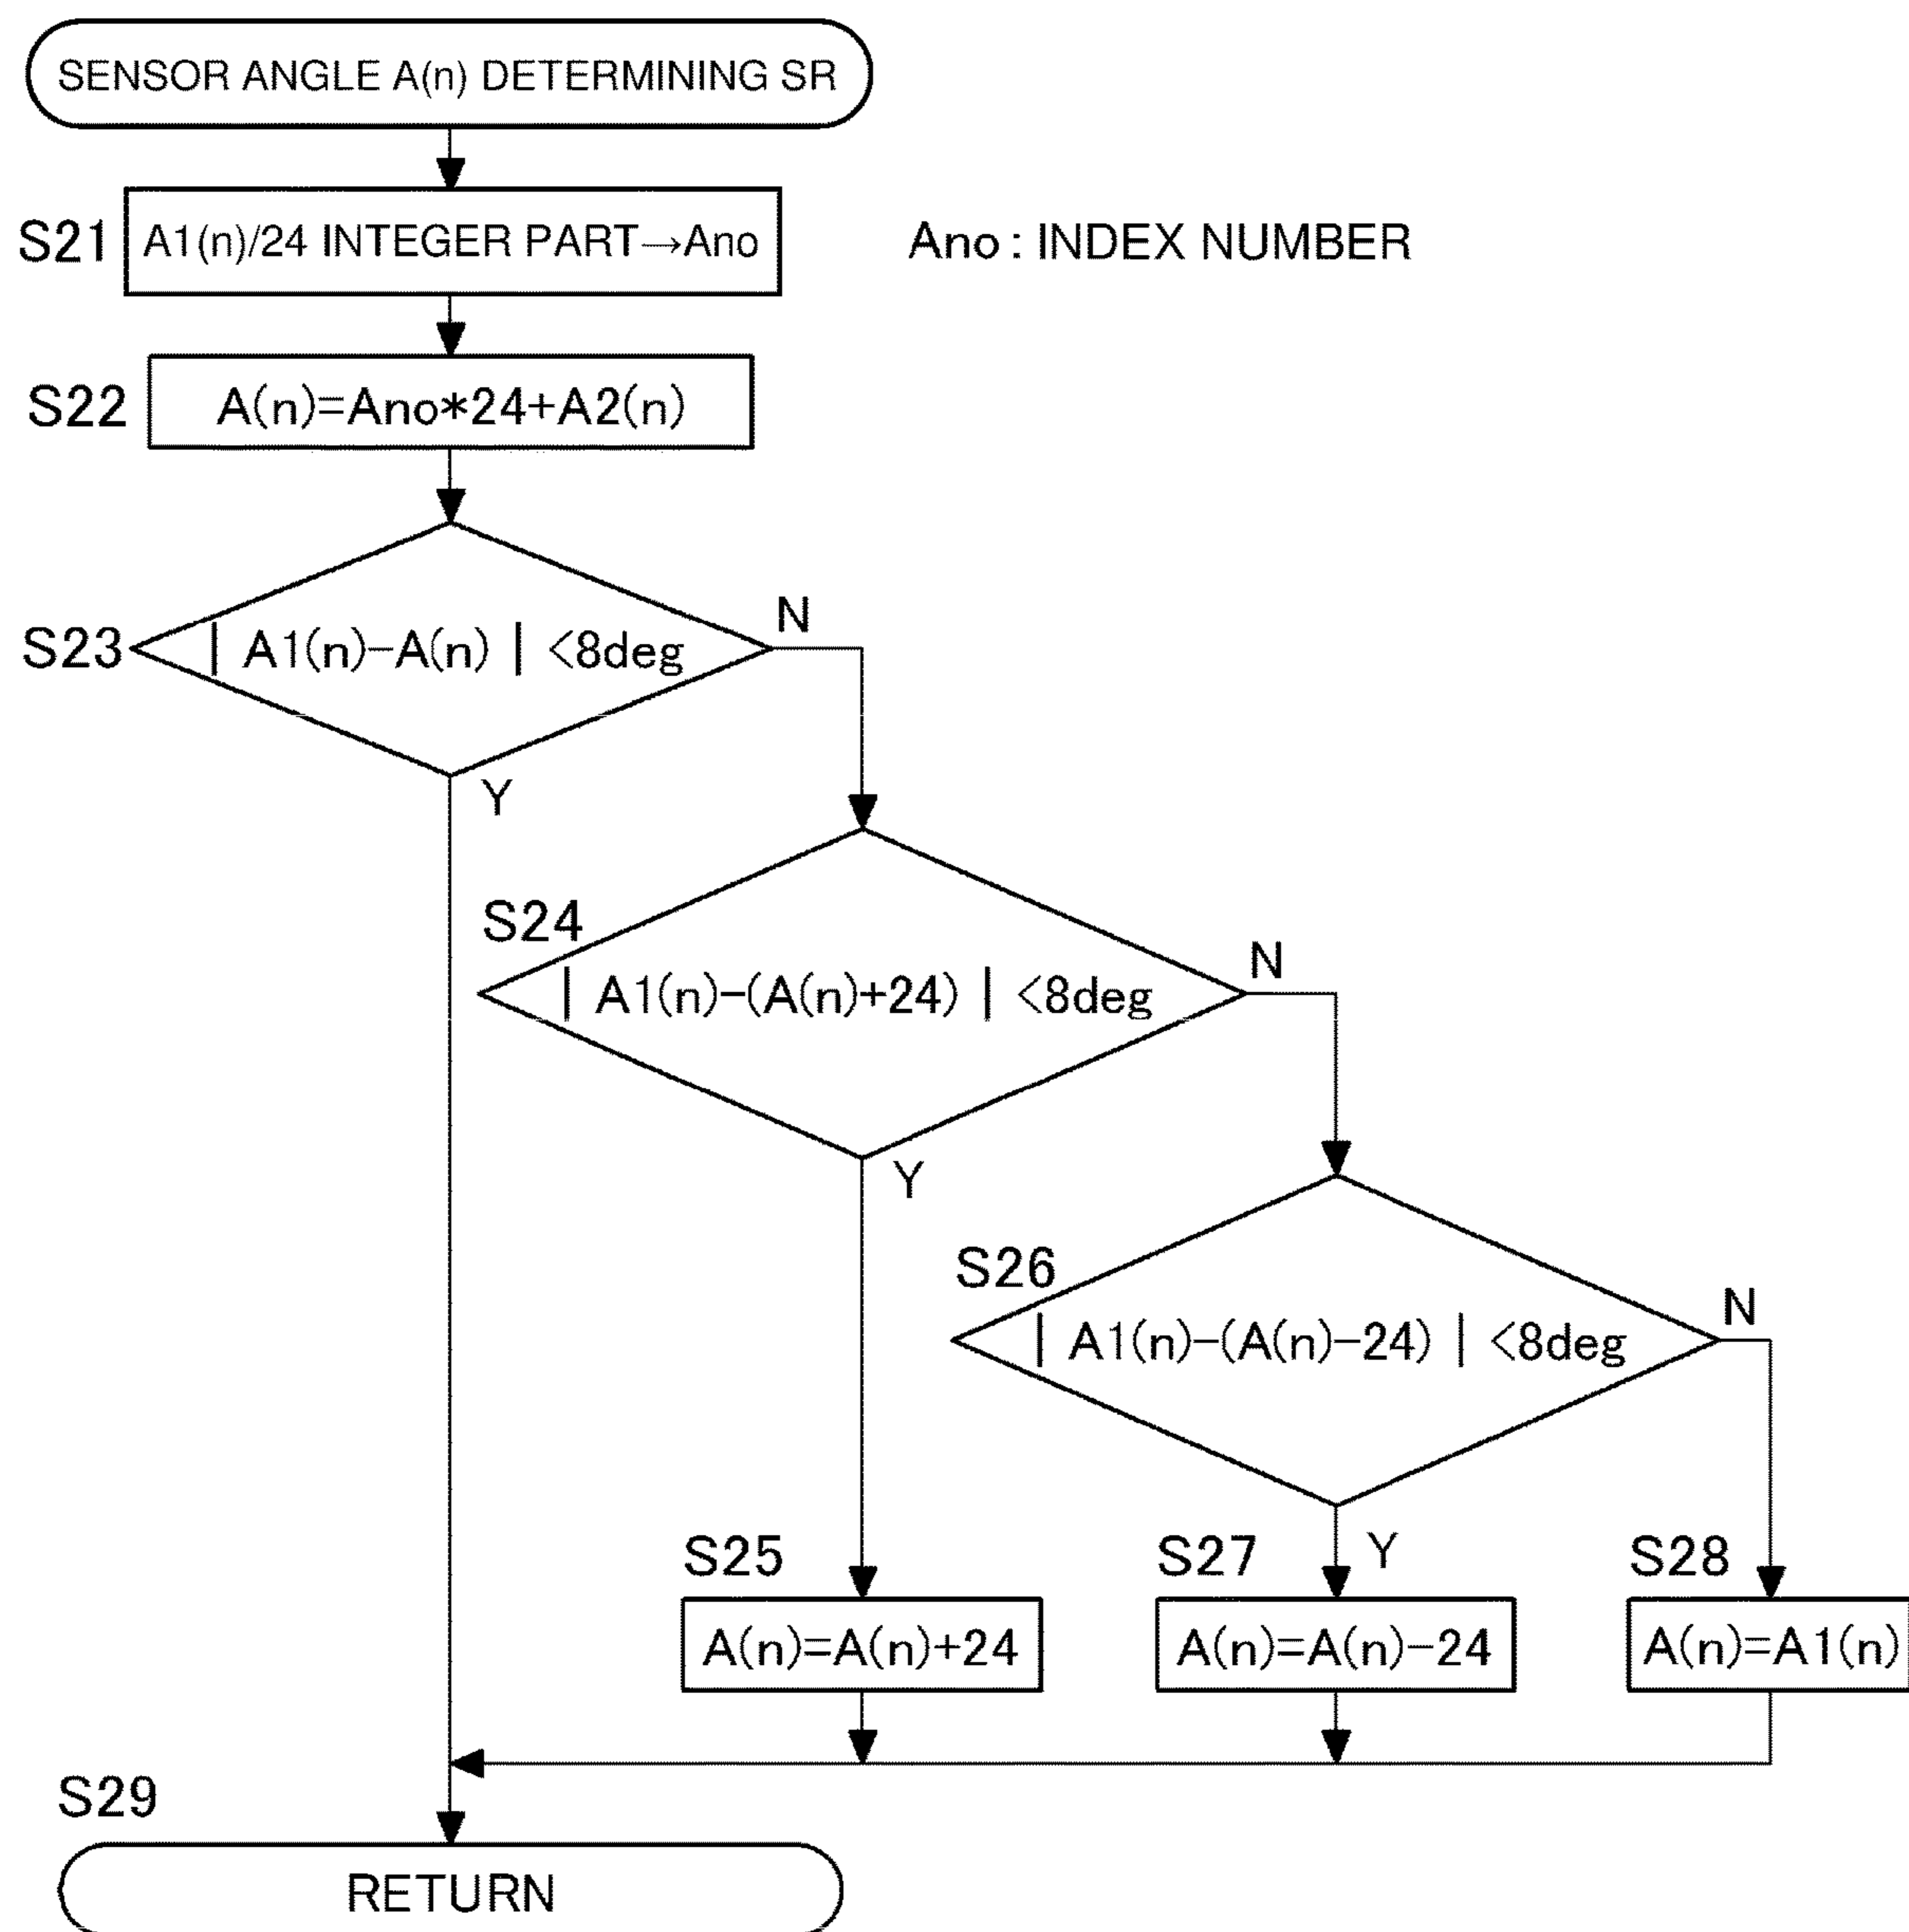 SENSOR ANGLE A(n) DETERMINING SR
S21
A1(n)/24 INTEGER PART→Ano
Ano : INDEX NUMBER
S22
A(n)=Ano*24+A2(n)
S23
| A1(n)-A(n) | <8deg
N
Y
S24
| A1(n)-(A(n)+24) | <8deg
N
Y
S26
| A1(n)-(A(n)-24) | <8deg
N
Y
S25
A(n)=A(n)+24
S27
A(n)=A(n)-24
S28
A(n)=A1(n)
S29
RETURN